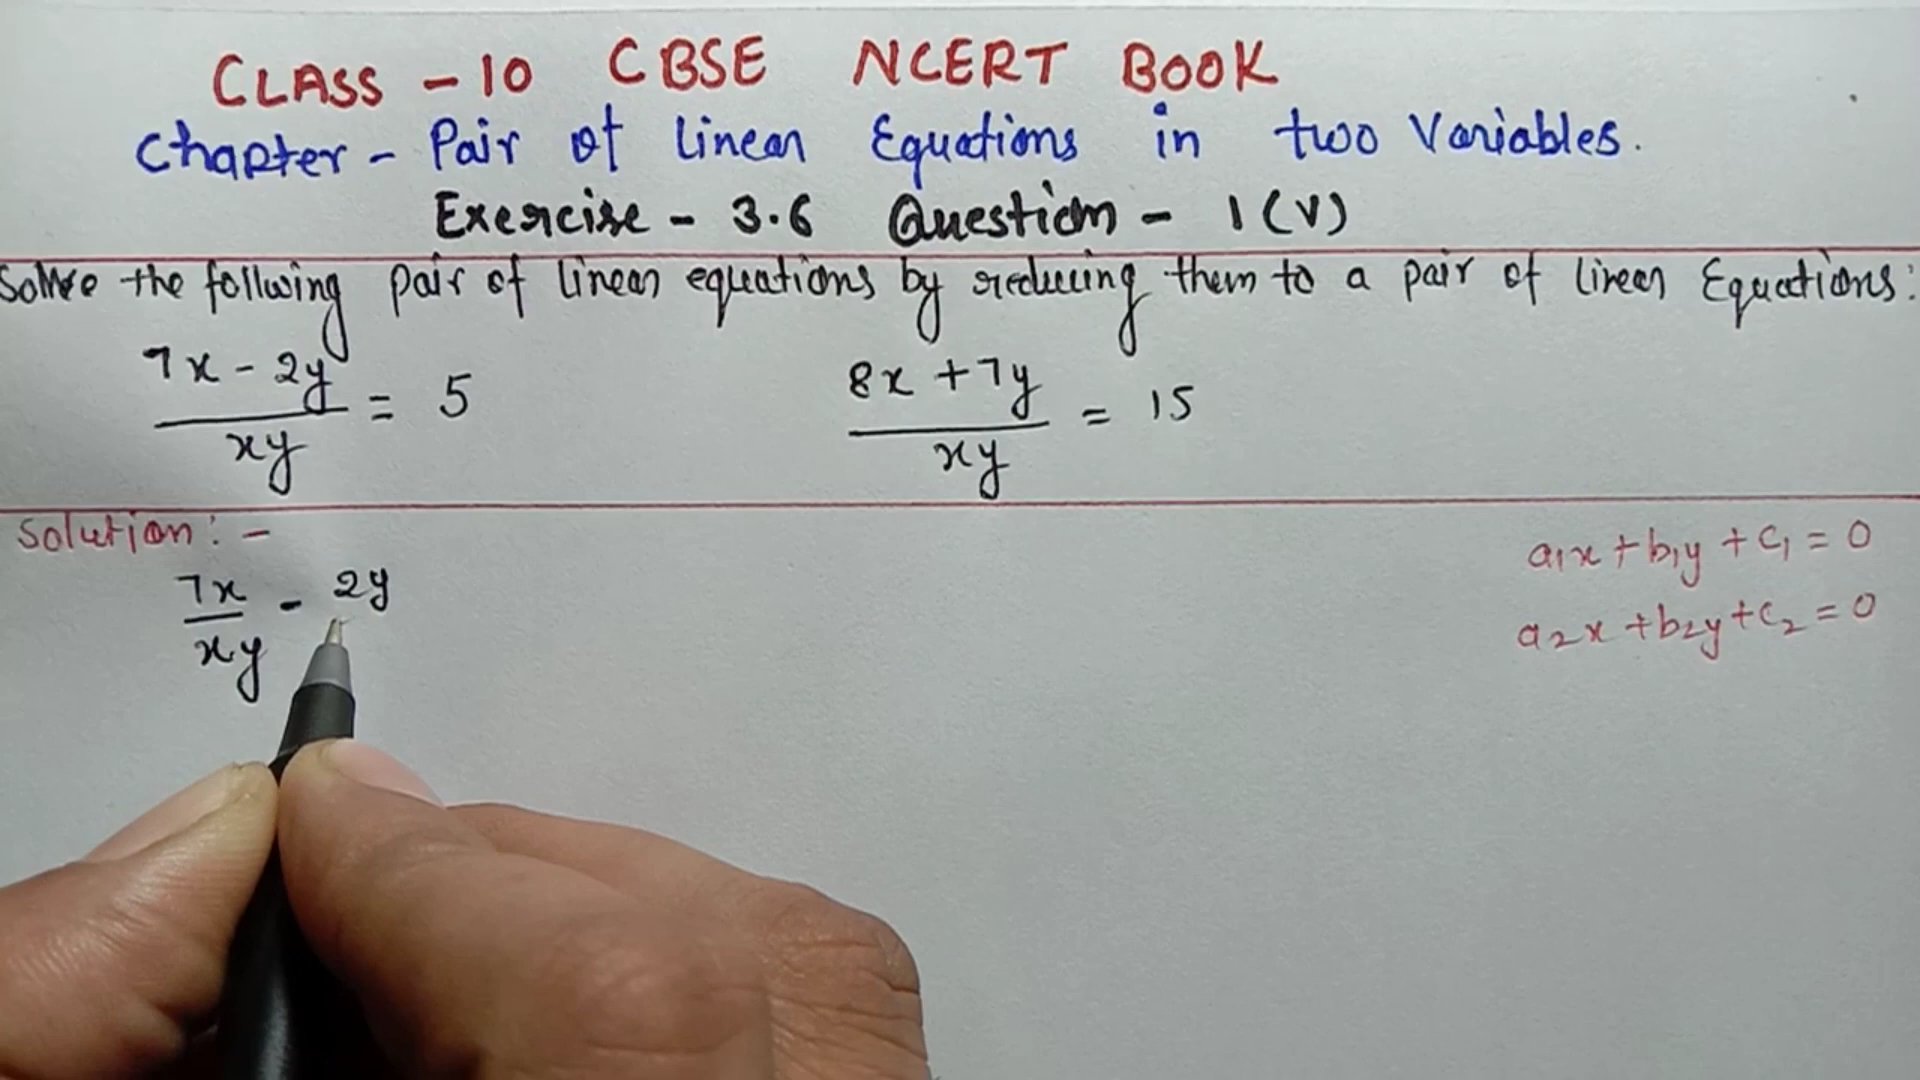 CLASS - 10 CBSE NCERT BOOK
Chapter - Pair of Linear Equations in two Variables.
Exercise - 3.6 Question - 1 (V)
Solve the following pair of linear equations by reducing them to a pair of linear Equations:
7x - 2y / xy = 5    8x + 7y / xy = 15
Solution: -
7x / xy - 2y
a₁x + b₁y + c₁ = 0
a₂x + b₂y + c₂ = 0